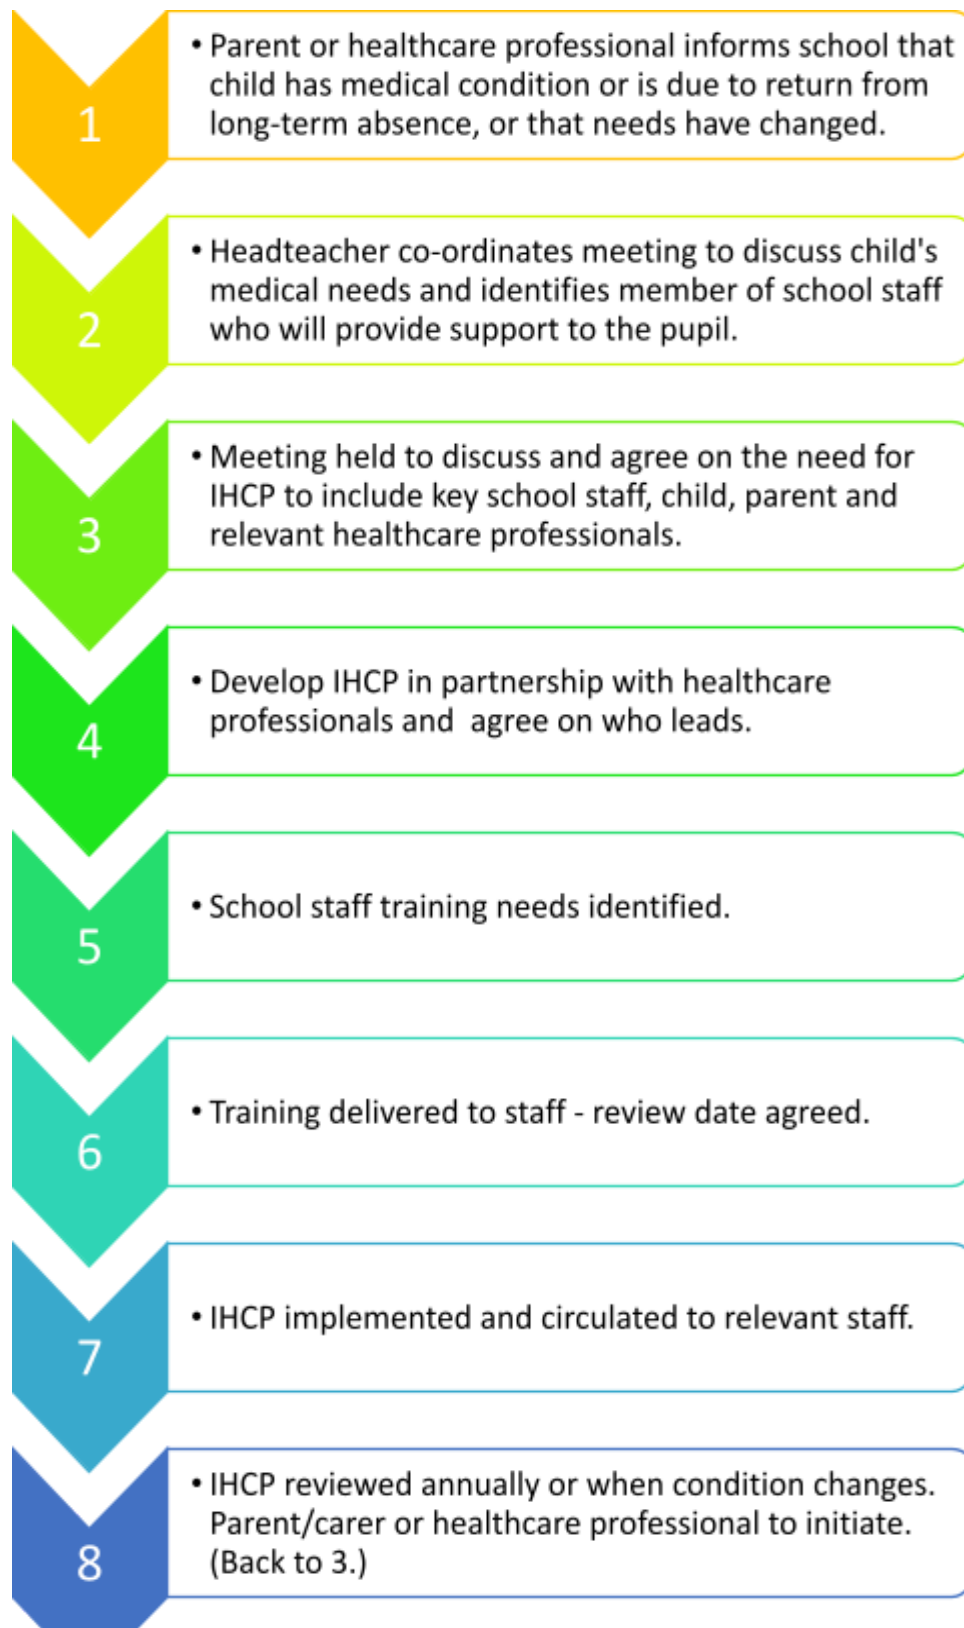 1
• Parent or healthcare professional informs school that
child has medical condition or is due to return from
long-term absence, or that needs have changed.
2
• Headteacher co-ordinates meeting to discuss child's
medical needs and identifies member of school staff
who will provide support to the pupil.
3
• Meeting held to discuss and agree on the need for
IHCP to include key school staff, child, parent and
relevant healthcare professionals.
4
• Develop IHCP in partnership with healthcare
professionals and  agree on who leads.
5
• School staff training needs identified.
6
• Training delivered to staff - review date agreed.
7
• IHCP implemented and circulated to relevant staff.
8
• IHCP reviewed annually or when condition changes.
Parent/carer or healthcare professional to initiate.
(Back to 3.)